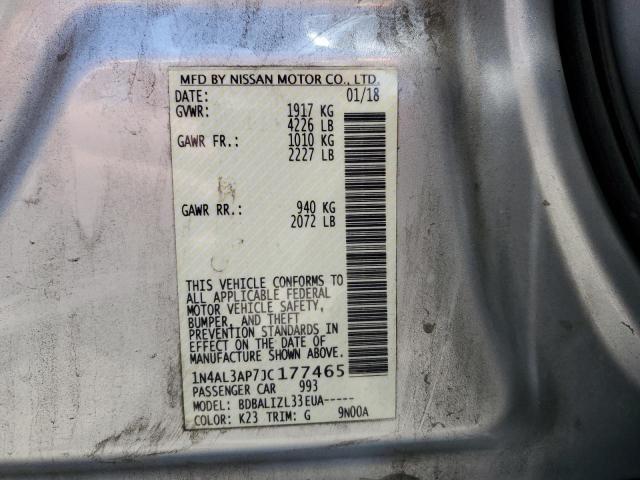 MFD BY NISSAN MOTOR CO., LTD.
DATE: 01/18
GVWR: 1917 KG
4226 LB
GAWR FR.: 1010 KG
2227 LB
GAWR RR.: 940 KG
2072 LB
THIS VEHICLE CONFORMS TO
ALL APPLICABLE FEDERAL
MOTOR VEHICLE SAFETY,
BUMPER, AND THEFT
PREVENTION STANDARDS IN
EFFECT ON THE DATE OF
MANUFACTURE SHOWN ABOVE.
1N4AL3AP7JC177465
PASSENGER CAR 993
MODEL: BDBALIZL33EUA-----
COLOR: K23 TRIM: G 9N00A